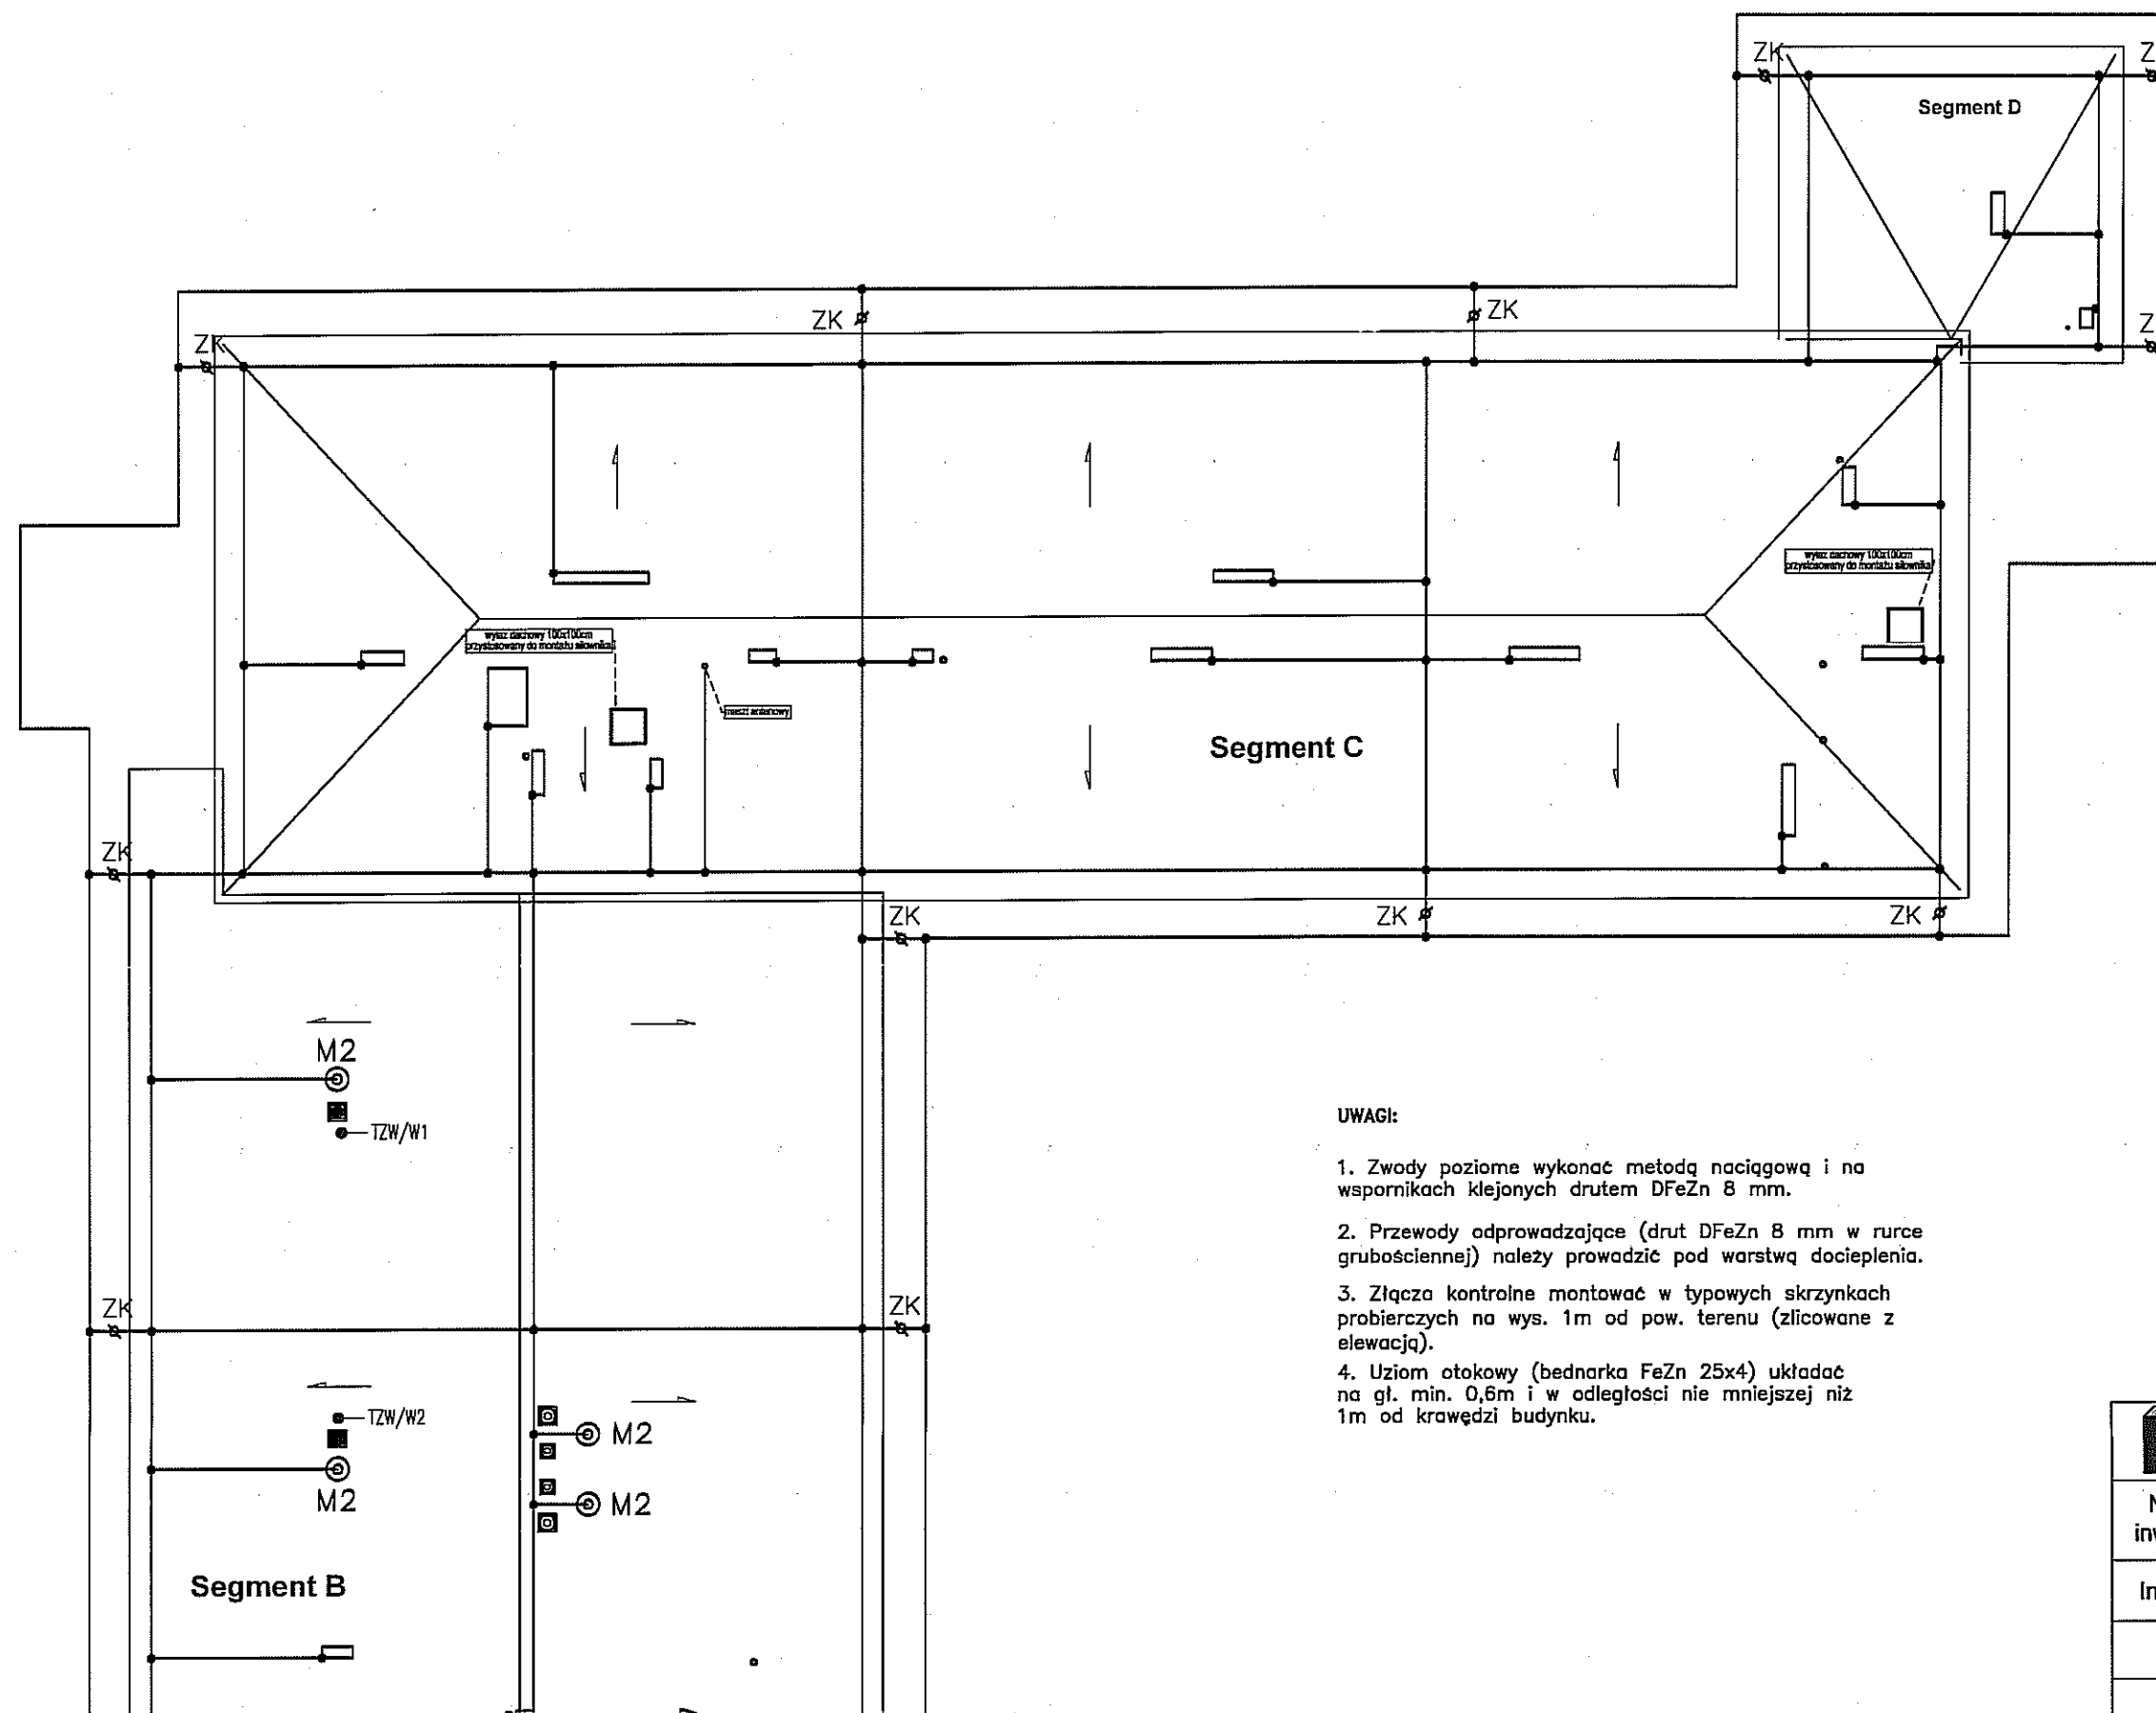 ZK
Z
Segment D
ZK
ZK
Z
ZK
wyłaz dachowy 100x100cm
przystosowany do montażu siłownika
wyłaz dachowy 100x100cm
przystosowany do montażu siłownika
maszt antenowy
Segment C
ZK
ZK
ZK
ZK
M2
TZW/W1
UWAGI:
1. Zwody poziome wykonać metodą naciągową i na
wspornikach klejonych drutem DFeZn 8 mm.
2. Przewody odprowadzające (drut DFeZn 8 mm w rurce
grubościennej) należy prowadzić pod warstwą docieplenia.
3. Złącza kontrolne montować w typowych skrzynkach
probierczych na wys. 1m od pow. terenu (zlicowane z
elewacją).
4. Uziom otokowy (bednarka FeZn 25x4) układać
na gł. min. 0,6m i w odległości nie mniejszej niż
1m od krawędzi budynku.
ZK
ZK
TZW/W2
M2
M2
M2
Segment B